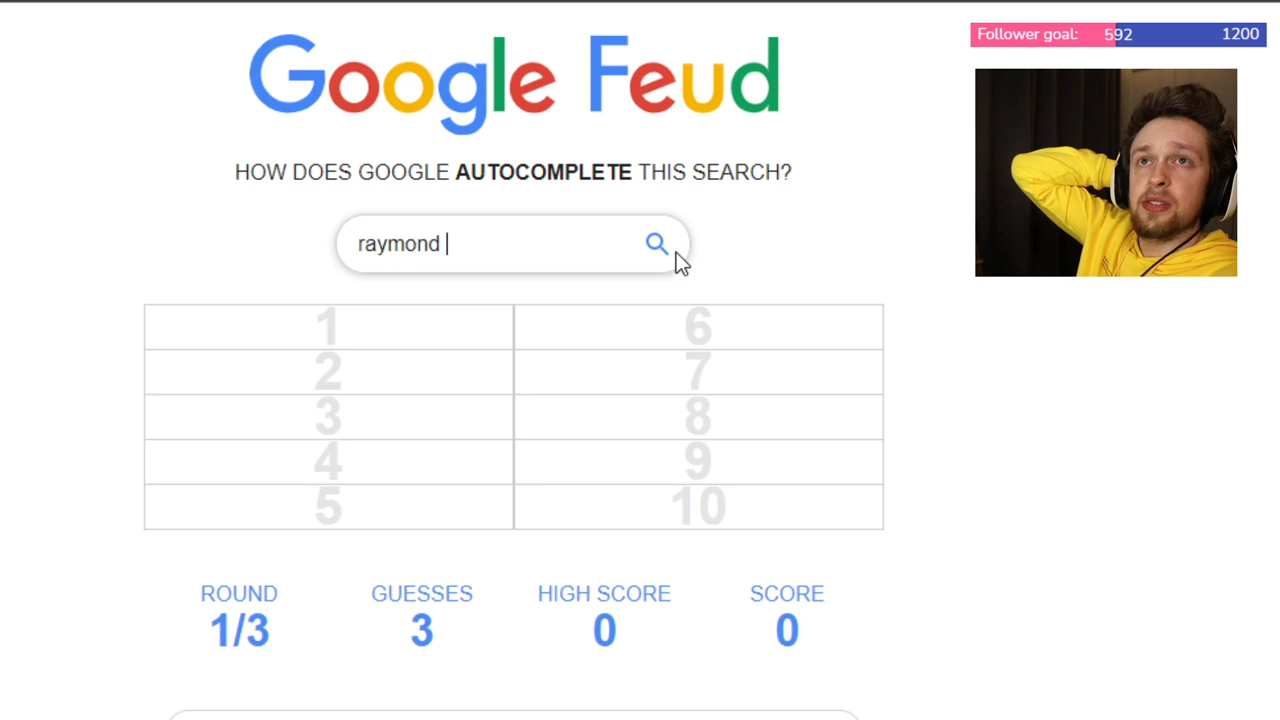 Follower goal: 592 1200
Google Feud
HOW DOES GOOGLE AUTOCOMPLETE THIS SEARCH?
raymond
1 6
2 7
3 8
4 9
5 10
ROUND GUESSES HIGH SCORE SCORE
1/3 3 0 0